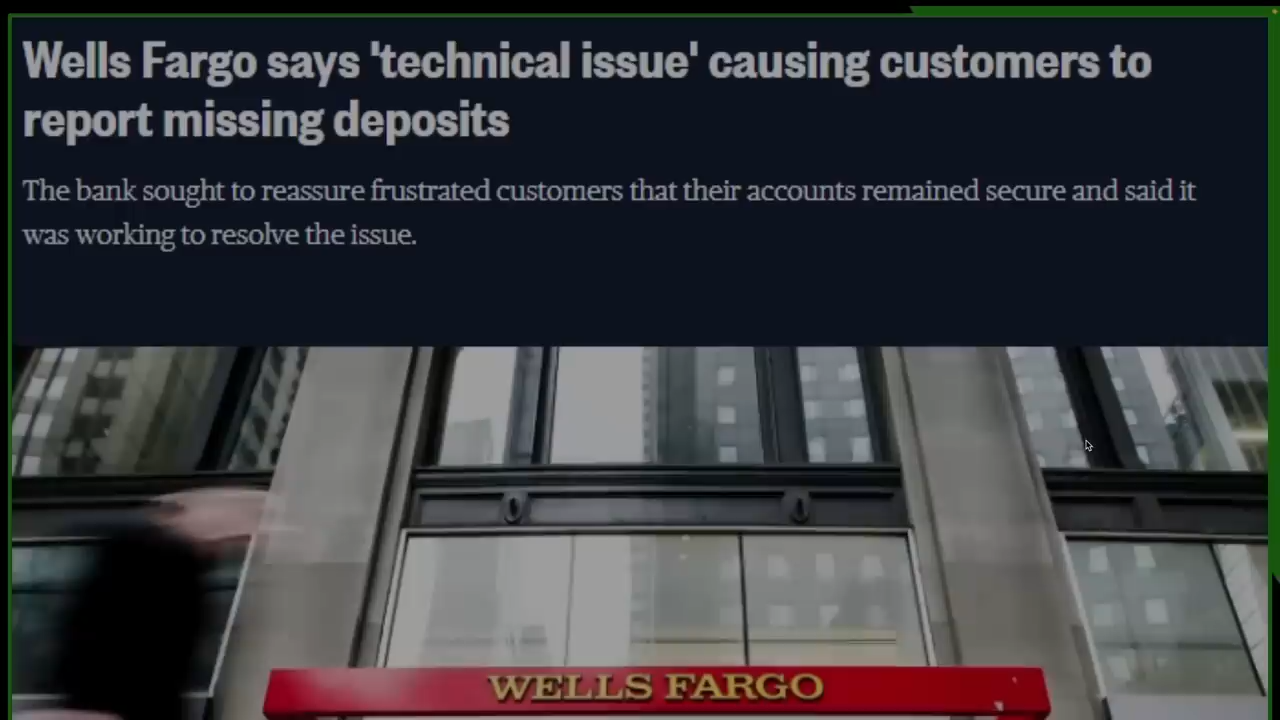 Wells Fargo says 'technical issue' causing customers to
report missing deposits
The bank sought to reassure frustrated customers that their accounts remained secure and said it
was working to resolve the issue.
WELLS FARGO